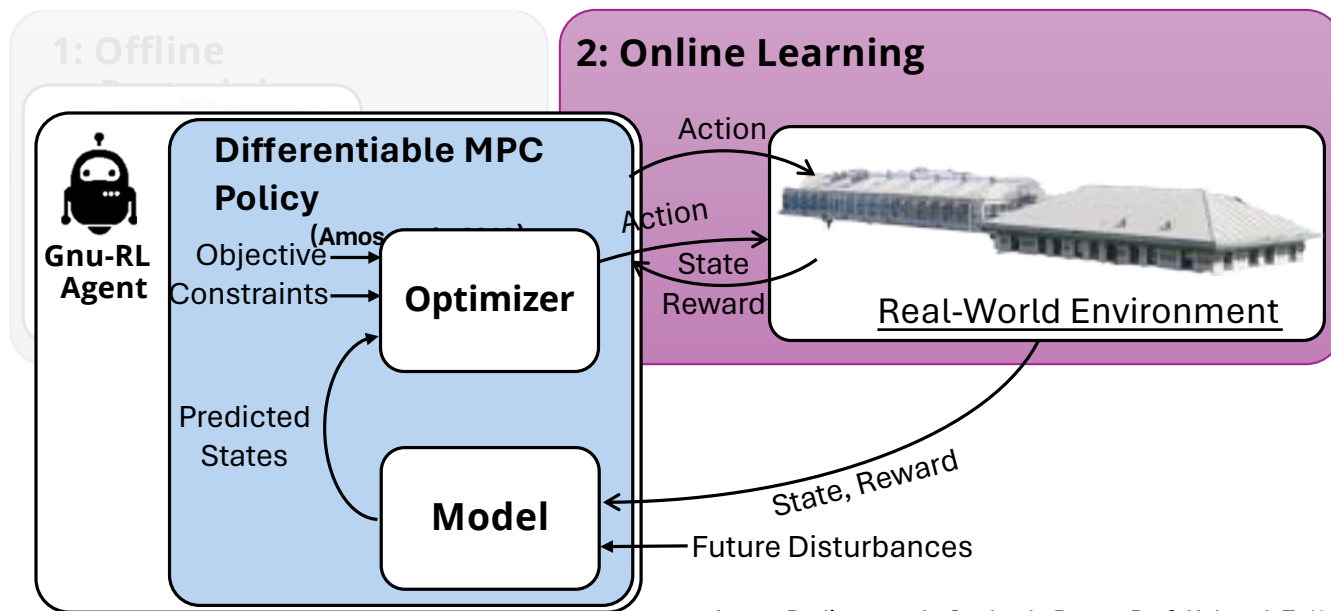 1: Offline
2: Online Learning
Differentiable MPC
Policy
(Amos
Gnu-RL
Agent
Objective
Constraints
Optimizer
Predicted
States
Model
Action
Action
State
Reward
Real-World Environment
State, Reward
Future Disturbances